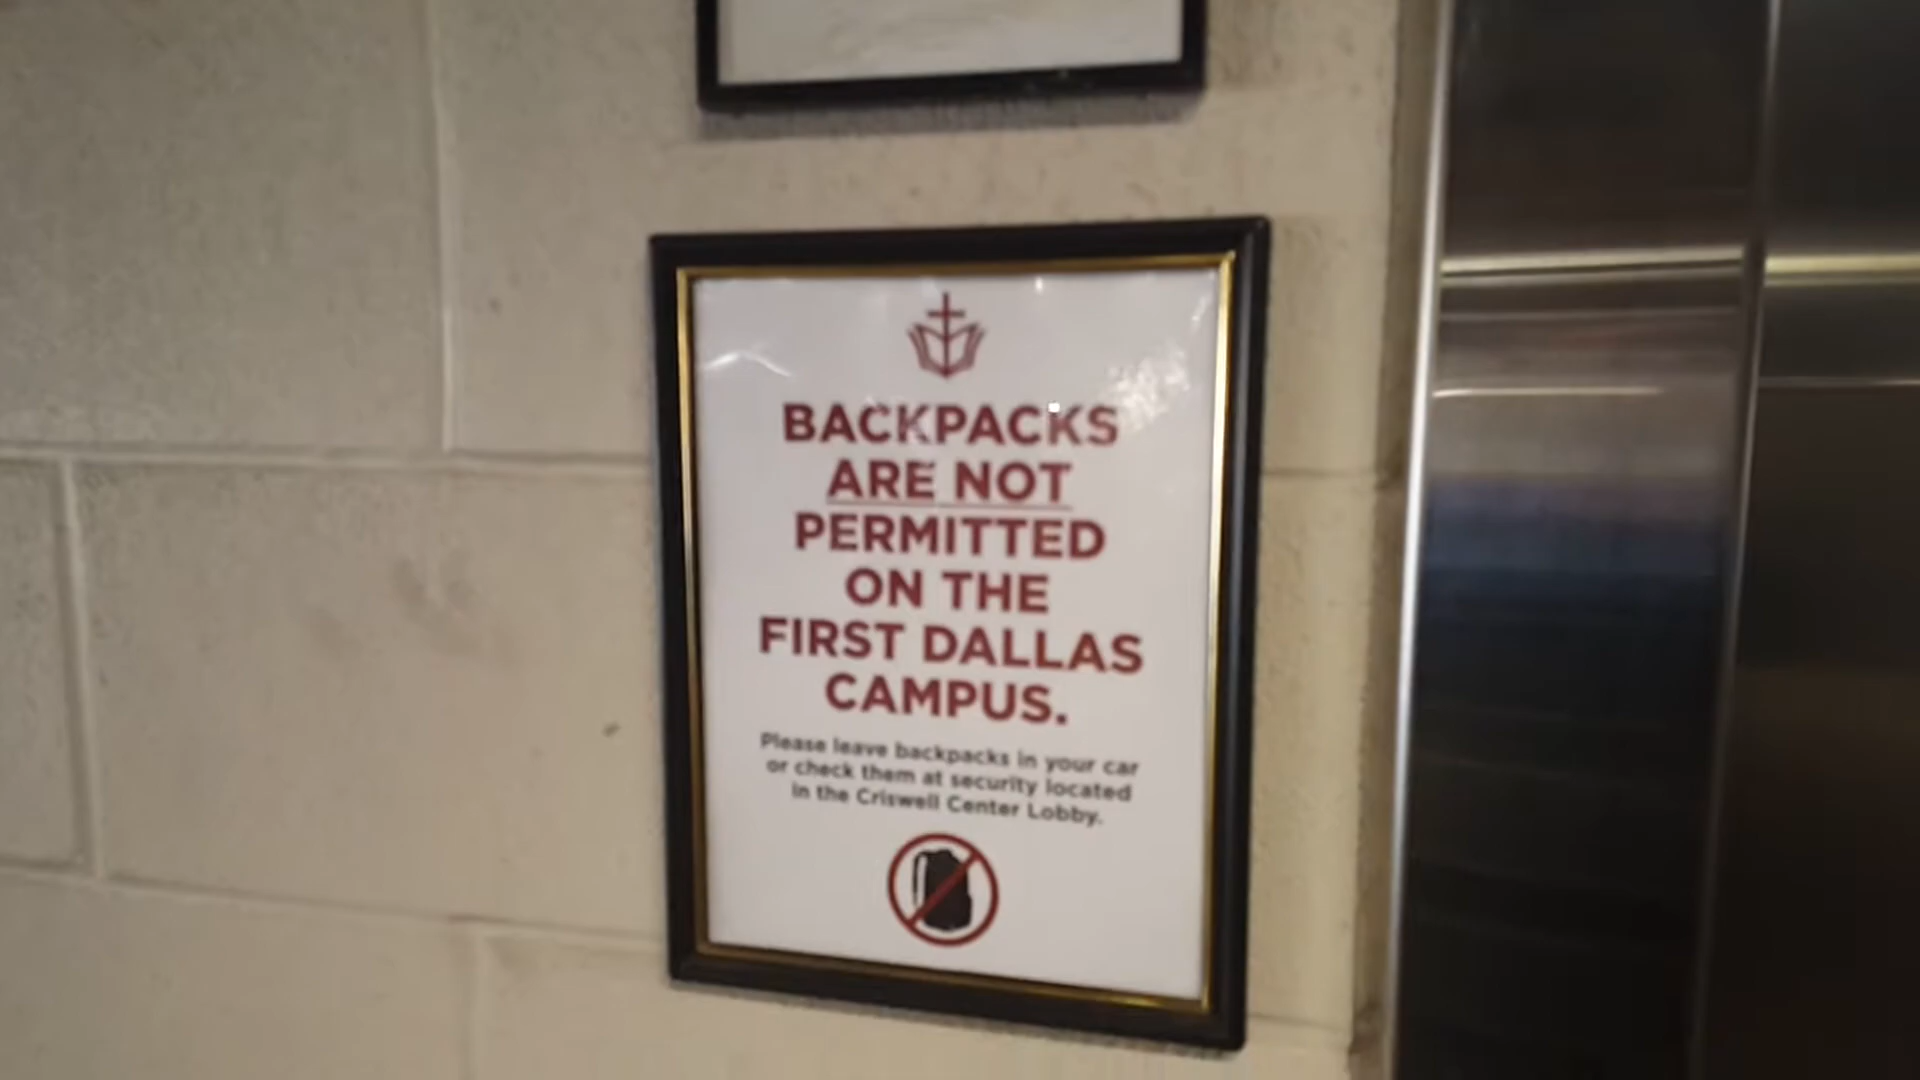 BACKPACKS
ARE NOT
PERMITTED
ON THE
FIRST DALLAS
CAMPUS.
Please leave backpacks in your car
or check them at security located
in the Criswell Center Lobby.